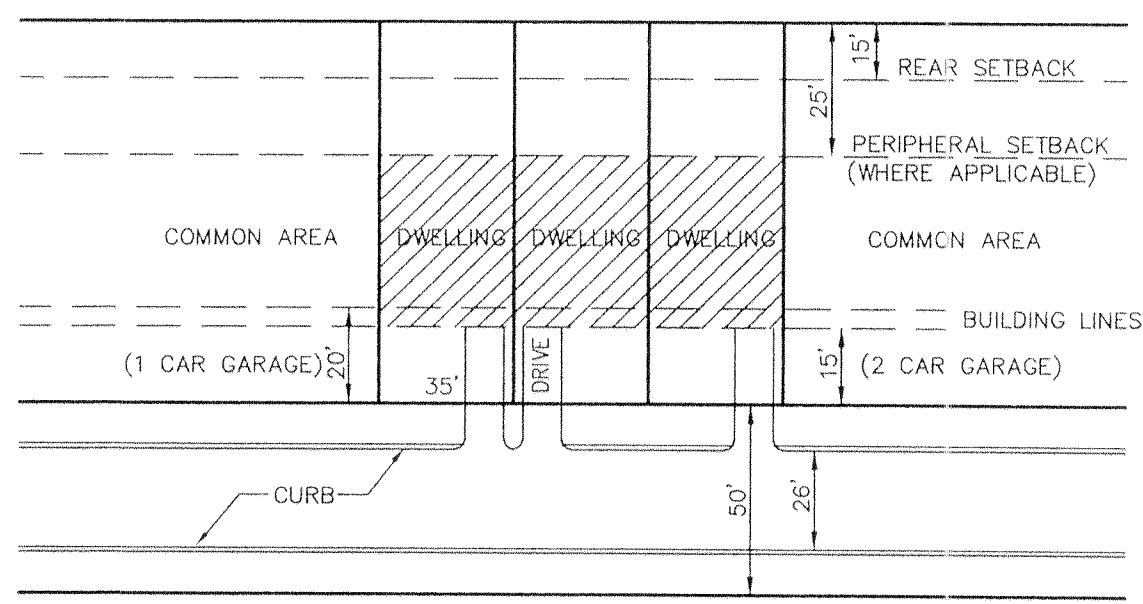 15'
REAR SETBACK
25'
PERIPHERAL SETBACK
(WHERE APPLICABLE)
COMMON AREA
DWELLING
DWELLING
DWELLING
COMMON AREA
BUILDING LINES
(1 CAR GARAGE)
20'
35'
DRIVE
15'
(2 CAR GARAGE)
CURB
50'
26'